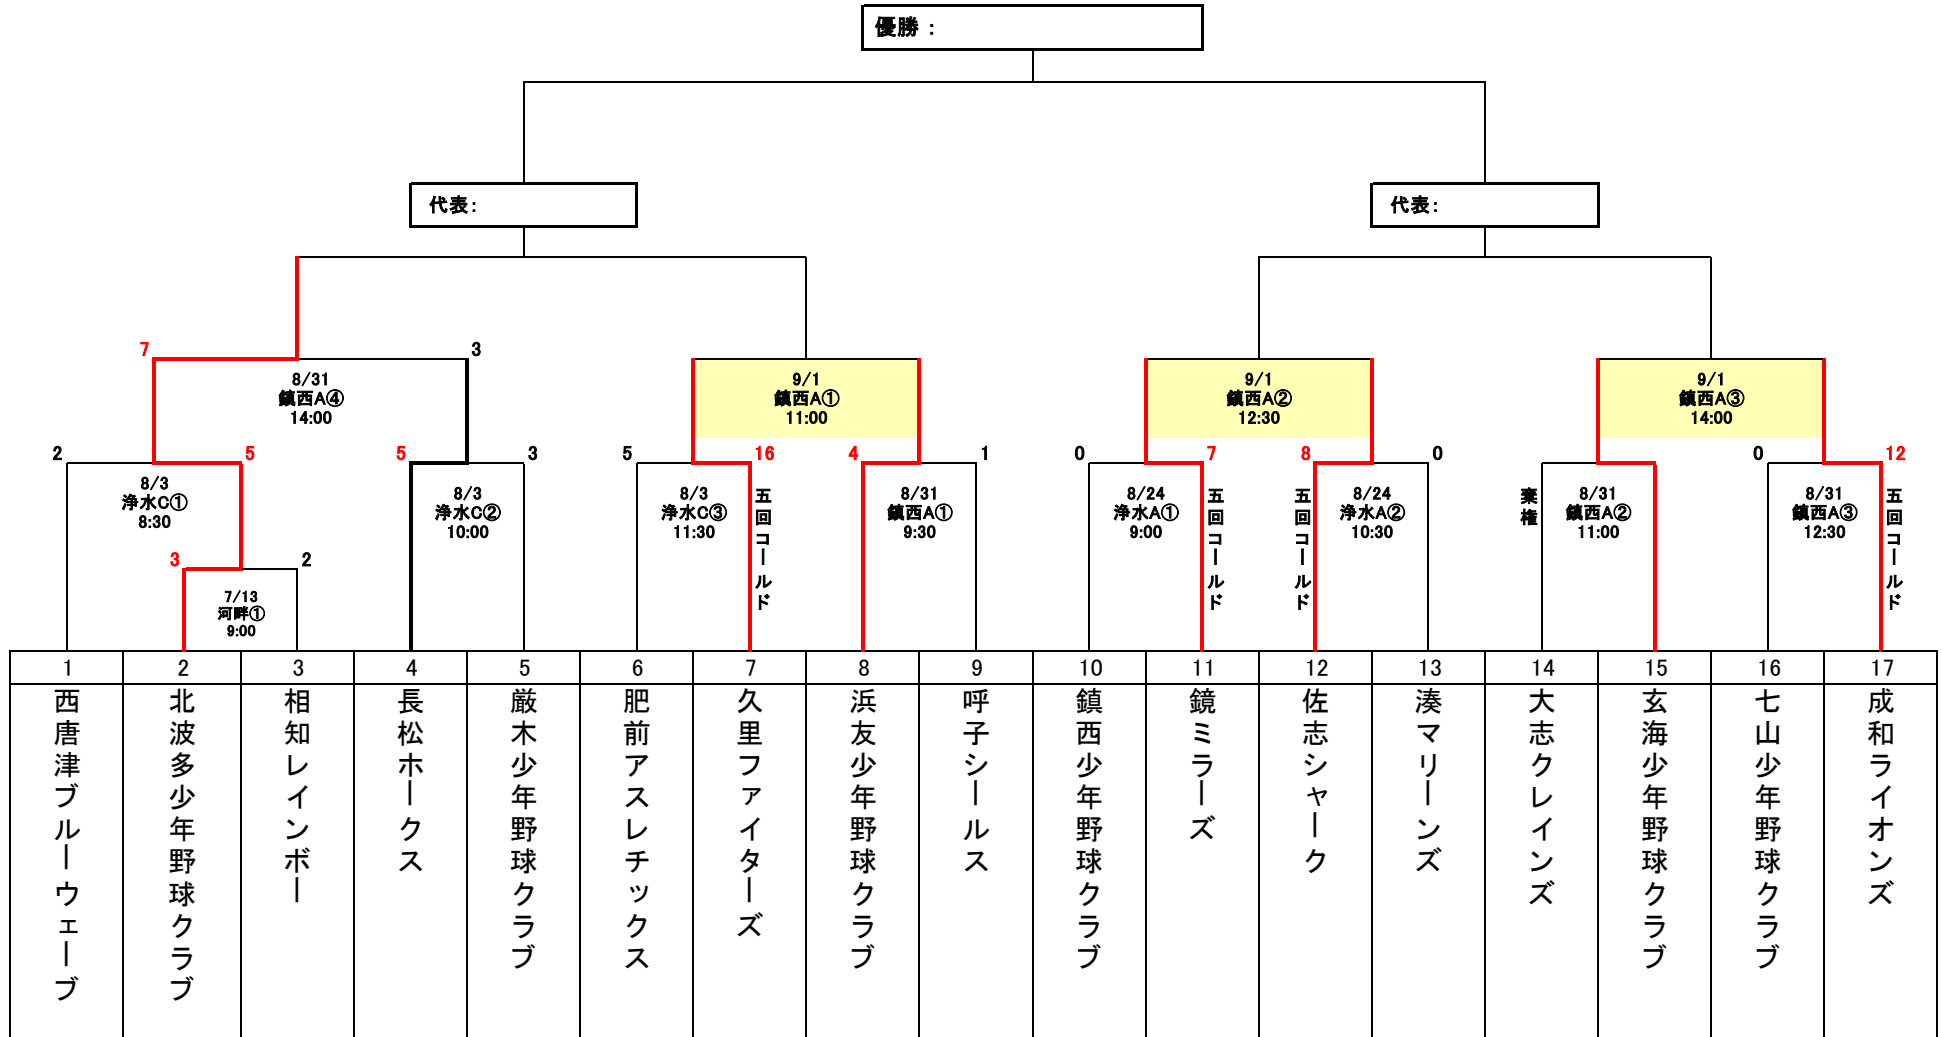 優勝：
代表：
代表：
7
3
8/31
鎮西A④
14:00
9/1
鎮西A①
11:00
9/1
鎮西A②
12:30
9/1
鎮西A③
14:00
2
5
5
3
5
16
4
1
0
7
8
0
0
12
8/3
浄水C①
8:30
8/3
浄水C②
10:00
8/3
浄水C③
11:30
五回コールド
8/31
鎮西A①
9:30
8/24
浄水A①
9:00
五回コールド
五回コールド
8/24
浄水A②
10:30
棄権
8/31
鎮西A②
11:00
8/31
鎮西A③
12:30
五回コールド
3
2
7/13
河畔①
9:00
1
2
3
4
5
6
7
8
9
10
11
12
13
14
15
16
17
西唐津ブルーウェーブ
北波多少年野球クラブ
相知レインボー
長松ホークス
厳木少年野球クラブ
肥前アスレチックス
久里ファイターズ
浜友少年野球クラブ
呼子シールス
鎮西少年野球クラブ
鏡ミラーズ
佐志シャーク
湊マリーンズ
大志クレインズ
玄海少年野球クラブ
七山少年野球クラブ
成和ライオンズ